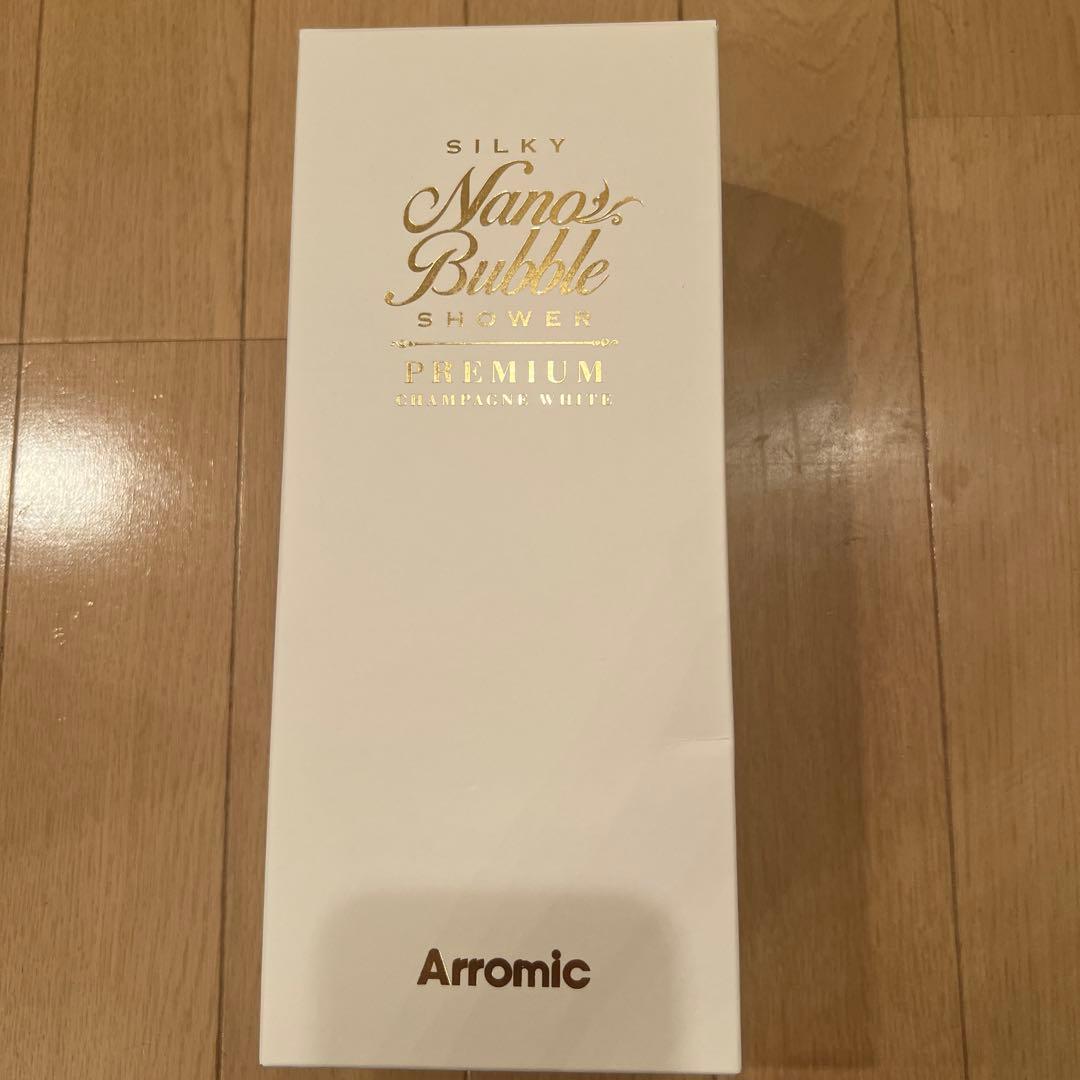 SILKY
Nano
Bubble
SHOWER
PREMIUM
CHAMPAGNE WHITE
Arromic